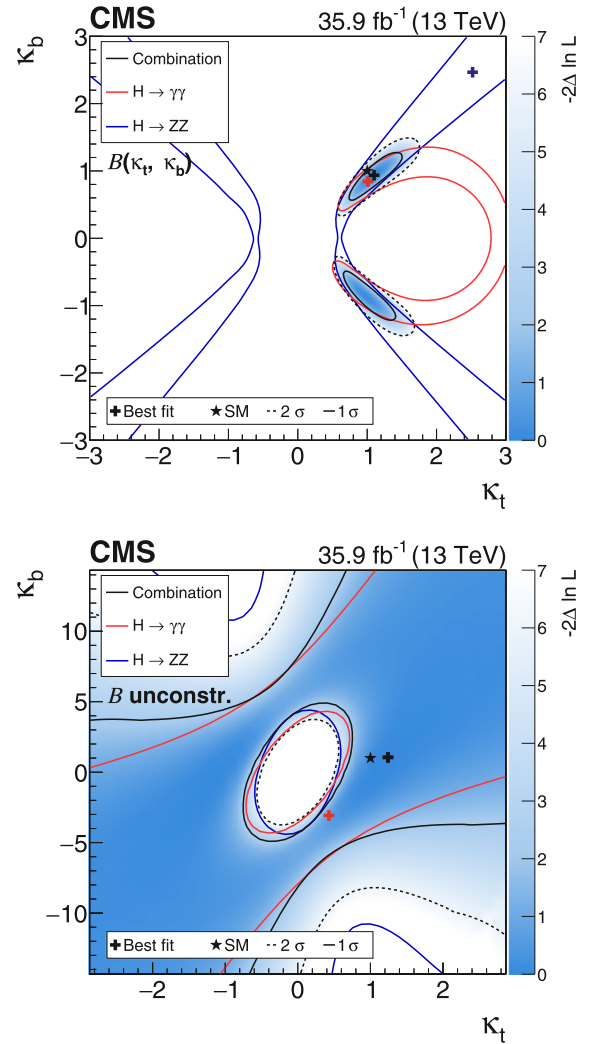 CMS 35.9 fb⁻¹ (13 TeV)
κb
3
2
1
0
−1
−2
−3
Combination
H → γγ
H → ZZ
B(κt, κb)
Best fit SM 2 σ 1 σ
−3 −2 −1 0 1 2 3
κt
7
6
5
4
3
2
1
0
-2Δ ln L
CMS 35.9 fb⁻¹ (13 TeV)
κb
10
5
0
−5
−10
Combination
H → γγ
H → ZZ
B unconstr.
Best fit SM 2 σ 1 σ
−2 −1 0 1 2
κt
7
6
5
4
3
2
1
0
-2Δ ln L